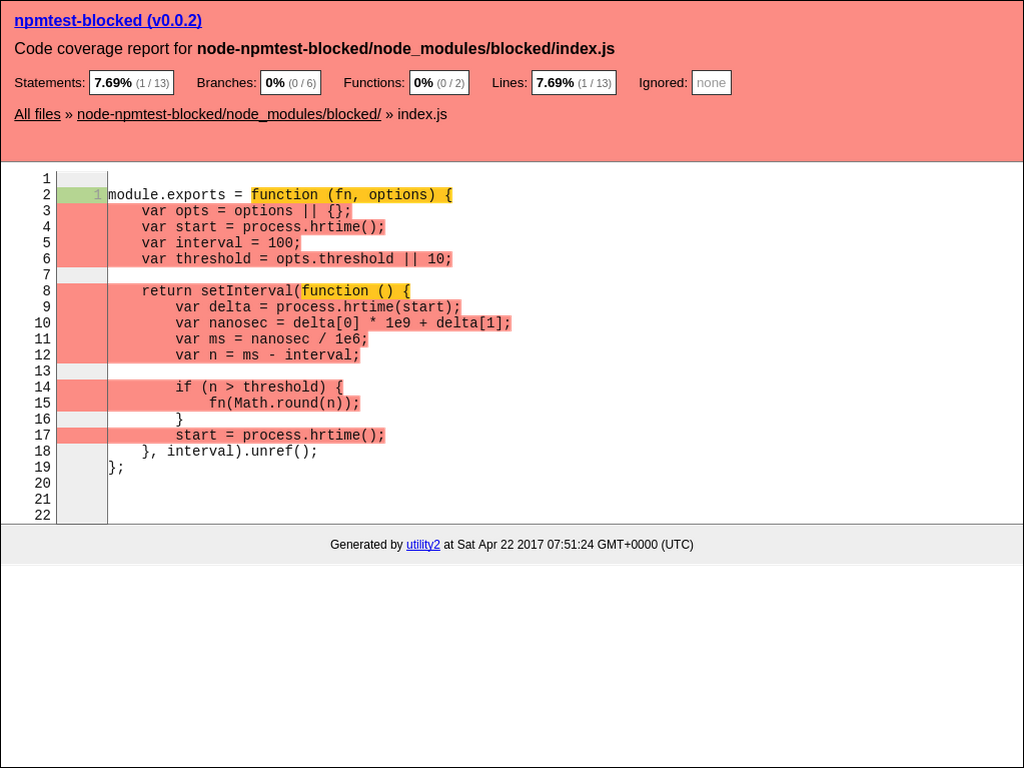 npmtest-blocked (v0.0.2)
Code coverage report for node-npmtest-blocked/node_modules/blocked/index.js
Statements: 7.69% (1 / 13) Branches: 0% (0 / 6) Functions: 0% (0 / 2) Lines: 7.69% (1 / 13) Ignored: none
All files » node-npmtest-blocked/node_modules/blocked/ » index.js
1
2 1 module.exports = function (fn, options) {
3 var opts = options || {};
4 var start = process.hrtime();
5 var interval = 100;
6 var threshold = opts.threshold || 10;
7
8 return setInterval(function () {
9 var delta = process.hrtime(start);
10 var nanosec = delta[0] * 1e9 + delta[1];
11 var ms = nanosec / 1e6;
12 var n = ms - interval;
13
14 if (n > threshold) {
15 fn(Math.round(n));
16 }
17 start = process.hrtime();
18 }, interval).unref();
19 };
20
21
22
Generated by utility2 at Sat Apr 22 2017 07:51:24 GMT+0000 (UTC)